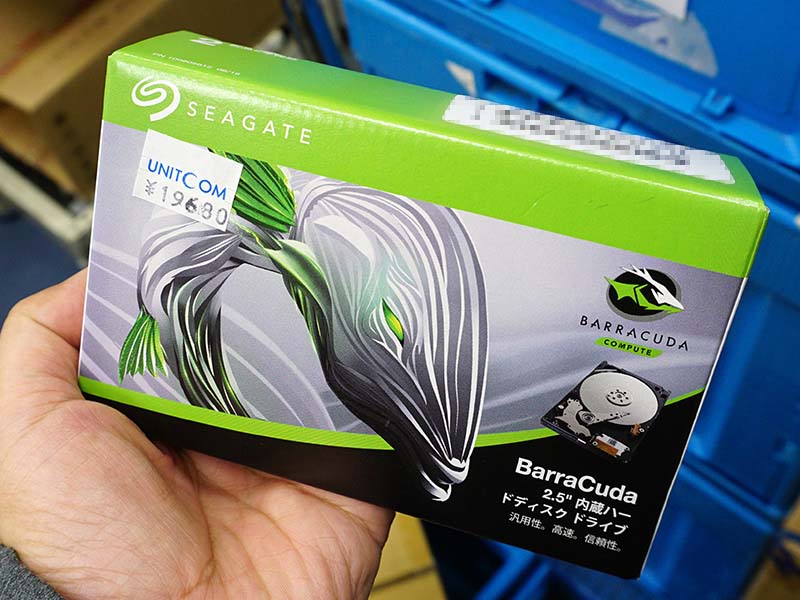 SEAGATE
UNITCOM
¥19680
BARRACUDA
COMPUTE
BarraCuda
2.5" 内蔵ハー
ドディスク ドライブ
汎用性。高速。信頼性。